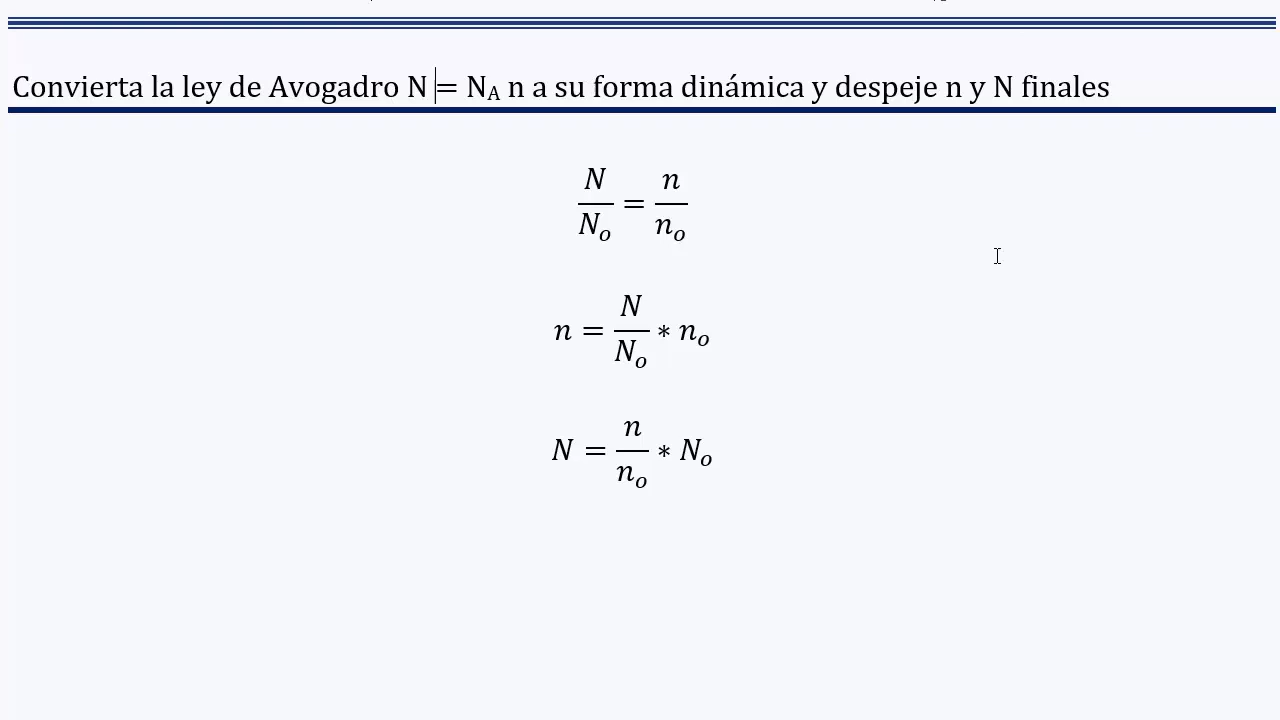 Convierta la ley de Avogadro N = N_A n a su forma dinámica y despeje n y N finales
N/N_o = n/n_o
n = N/N_o * n_o
N = n/n_o * N_o